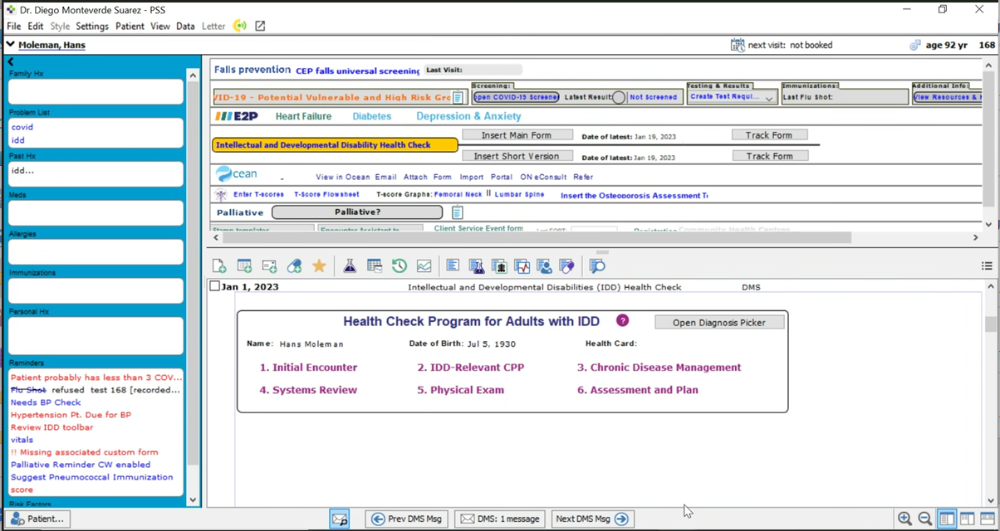 Dr. Diego Monteverde Suarez - PSS
File Edit Style Settings Patient View Data Letter
Moleman, Hans
next visit: not booked
age 92 yr 168
Family Hx
Problem List
covid
idd
Past Hx
idd...
Meds
Allergies
Immunizations
Personal Hx
Reminders
Patient probably has less than 3 COV...
Flu Shot refused test 168 [recorded...
Needs BP Check
Hypertension Pt. Due for BP
Review IDD toolbar
vitals
!! Missing associated custom form
Palliative Reminder CW enabled
Suggest Pneumococcal Immunization
score
Risk Factors
Patient...
Falls prevention CEP falls universal screening Last Visit:
VID-19 - Potential Vulnerable and High Risk Gro
Screening:
open COVID-19 Screene Latest Result: Not Screened
Testing & Results
Create Test Requi...
Immunizations:
Last Flu Shot:
Additional Info:
View Resources &
E2P Heart Failure Diabetes Depression & Anxiety
Intellectual and Developmental Disability Health Check
Insert Main Form Date of latest: Jan 19, 2023 Track Form
Insert Short Version Date of latest: Jan 19, 2023 Track Form
Ocean - View in Ocean Email Attach Form Import Portal ON eConsult Refer
Enter T-scores T-Score Flowsheet T-score Graphs: Femoral Neck || Lumbar Spine Insert the Osteoporosis Assessment T
Palliative Palliative?
Stamp templates Encounter Assistant to Client Service Event form Registration Community Health Centres
Jan 1, 2023 Intellectual and Developmental Disabilities (IDD) Health Check DMS
Health Check Program for Adults with IDD ? Open Diagnosis Picker
Name: Hans Moleman Date of Birth: Jul 5, 1930 Health Card:
1. Initial Encounter 2. IDD-Relevant CPP 3. Chronic Disease Management
4. Systems Review 5. Physical Exam 6. Assessment and Plan
Prev DMS Msg DMS: 1 message Next DMS Msg